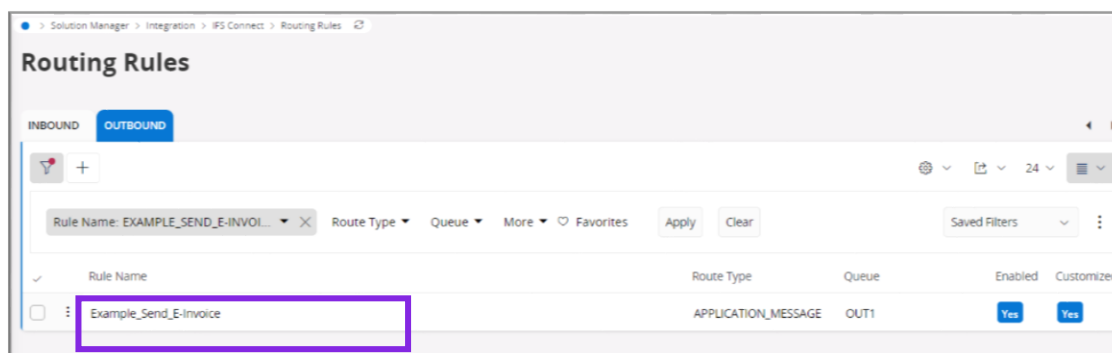 > Solution Manager > Integration > IFS Connect > Routing Rules
Routing Rules
INBOUND OUTBOUND
24
Rule Name: EXAMPLE_SEND_E-INVOI... Route Type Queue More Favorites Apply Clear Saved Filters
Rule Name Route Type Queue Enabled Customized
Example_Send_E-Invoice APPLICATION_MESSAGE OUT1 Yes Yes